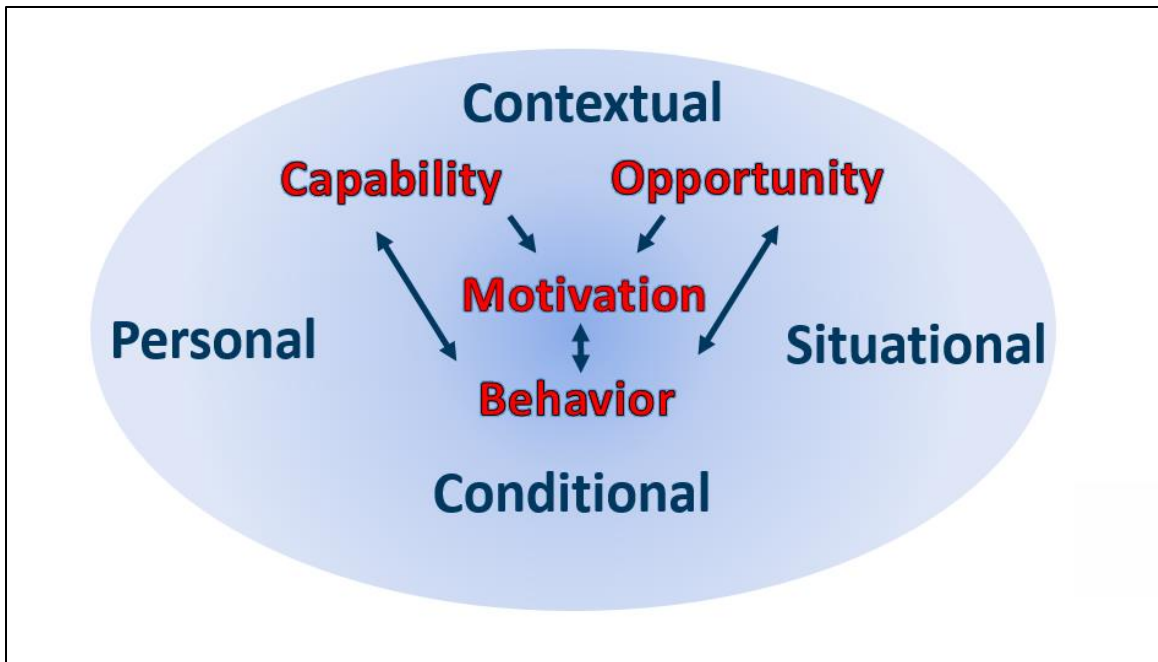 Contextual
Capability Opportunity
Motivation
Personal Situational
Behavior
Conditional